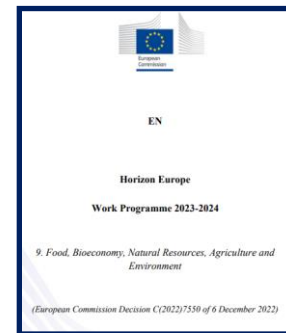 European
Commission
EN
Horizon Europe
Work Programme 2023-2024
9. Food, Bioeconomy, Natural Resources, Agriculture and
Environment
(European Commission Decision C(2022)7550 of 6 December 2022)